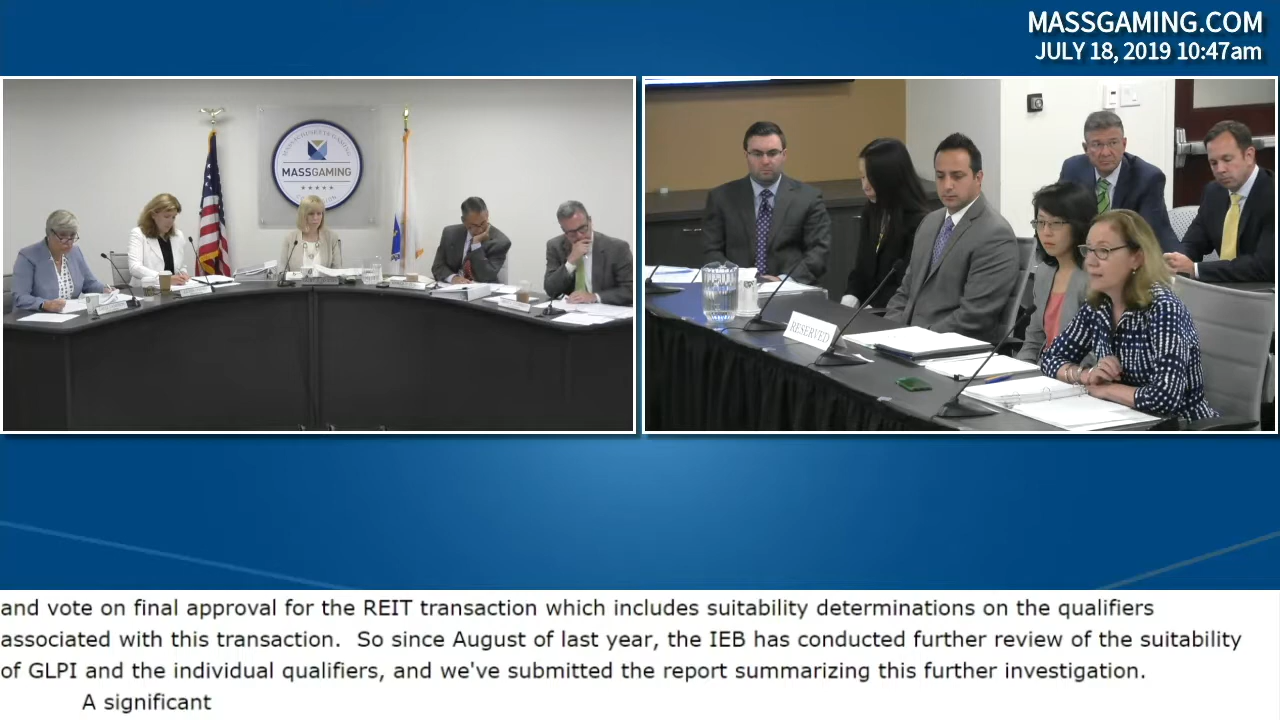 MASSGAMING.COM
JULY 18, 2019 10:47am
MASSGAMING
RESERVED
and vote on final approval for the REIT transaction which includes suitability determinations on the qualifiers
associated with this transaction.  So since August of last year, the IEB has conducted further review of the suitability
of GLPI and the individual qualifiers, and we've submitted the report summarizing this further investigation.
A significant